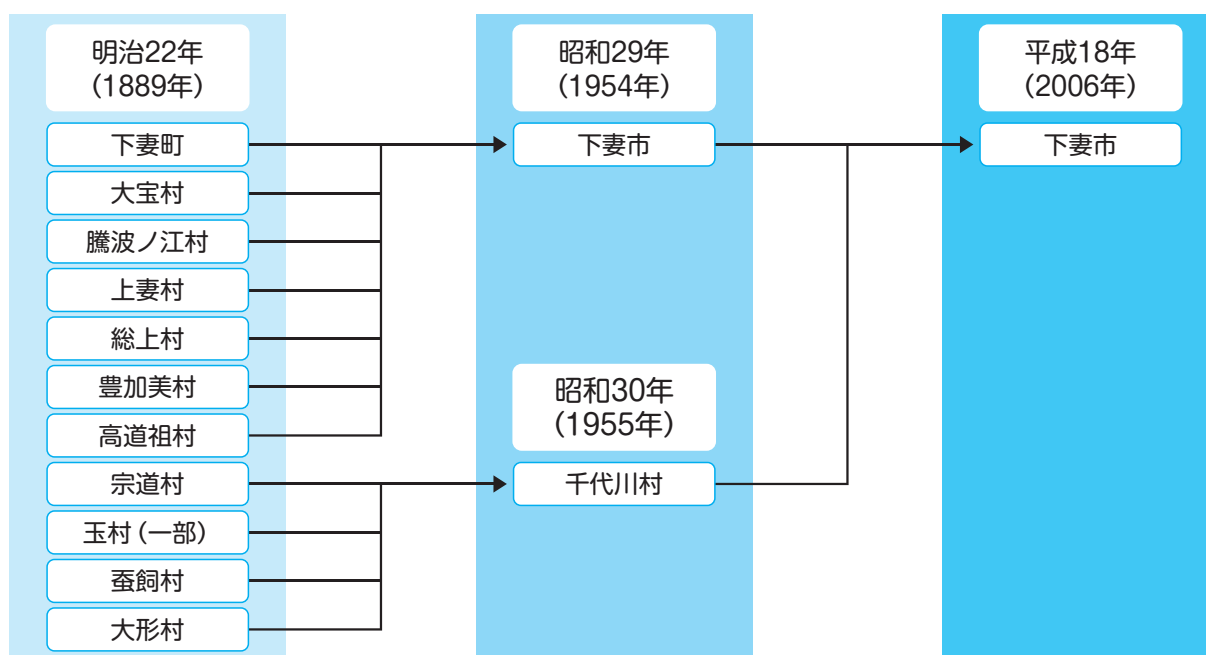 明治22年
(1889年)
下妻町
大宝村
騰波ノ江村
上妻村
総上村
豊加美村
高道祖村
宗道村
玉村(一部)
蚕飼村
大形村
昭和29年
(1954年)
下妻市
昭和30年
(1955年)
千代川村
平成18年
(2006年)
下妻市